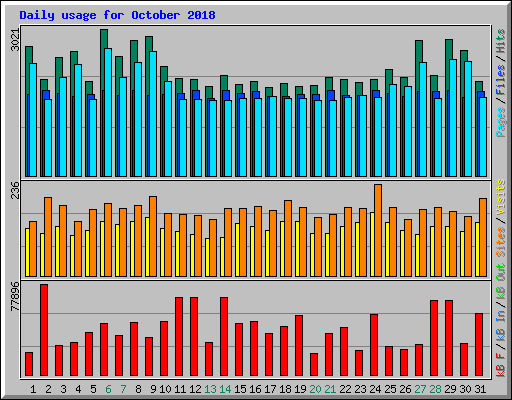 Daily usage for October 2018
3021
236
77896
Pages / Files / Hits
Sites / Visits
kB F / kB In / kB Out
1 2 3 4 5 6 7 8 9 10 11 12 13 14 15 16 17 18 19 20 21 22 23 24 25 26 27 28 29 30 31